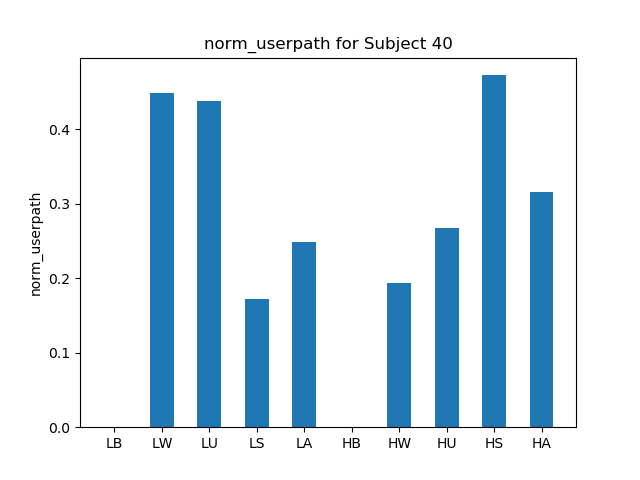 norm_userpath for Subject 40
norm_userpath
0.4
0.3
0.2
0.1
0.0
LB LW LU LS LA HB HW HU HS HA